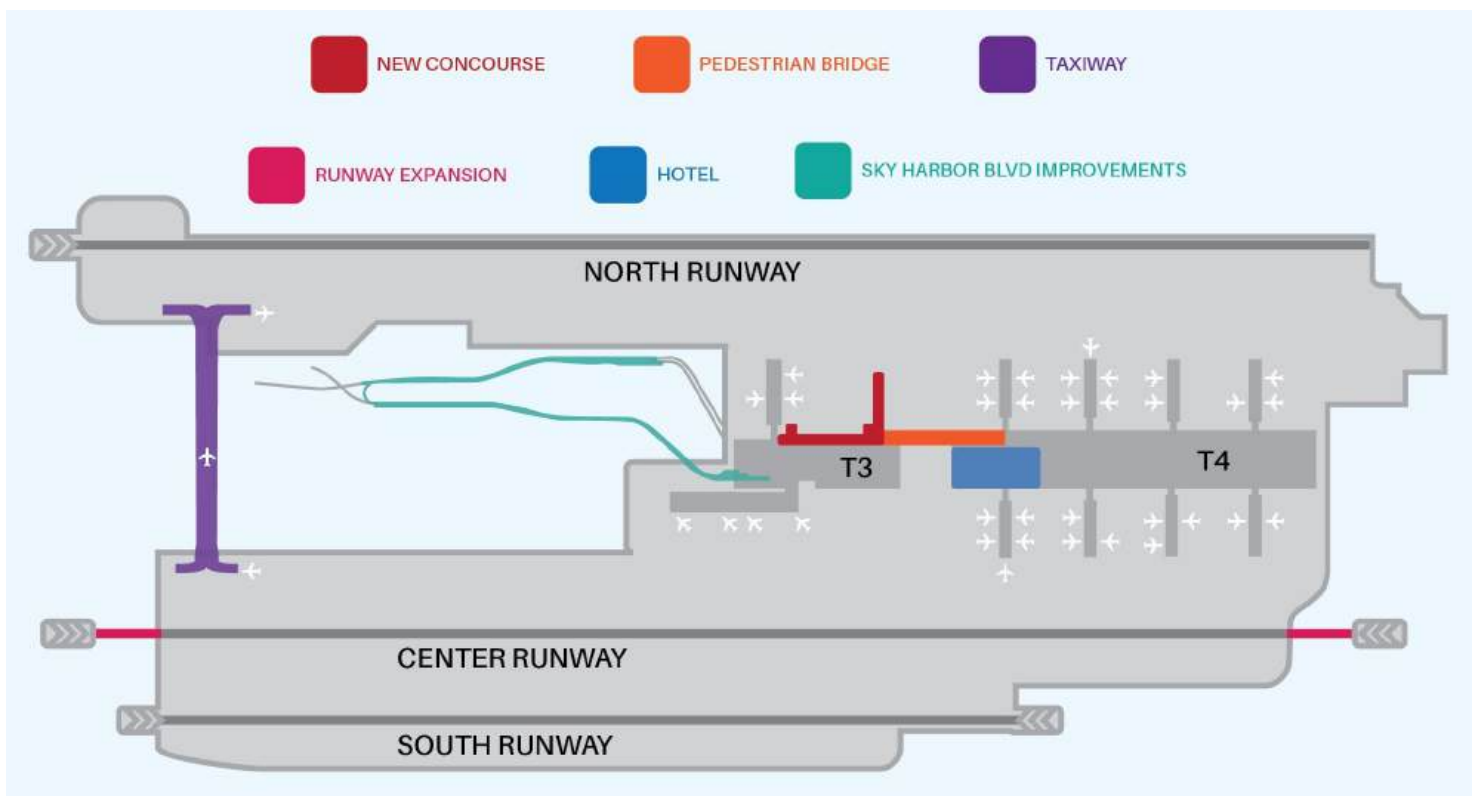 NEW CONCOURSE
PEDESTRIAN BRIDGE
TAXIWAY
RUNWAY EXPANSION
HOTEL
SKY HARBOR BLVD IMPROVEMENTS
NORTH RUNWAY
T3
T4
CENTER RUNWAY
SOUTH RUNWAY